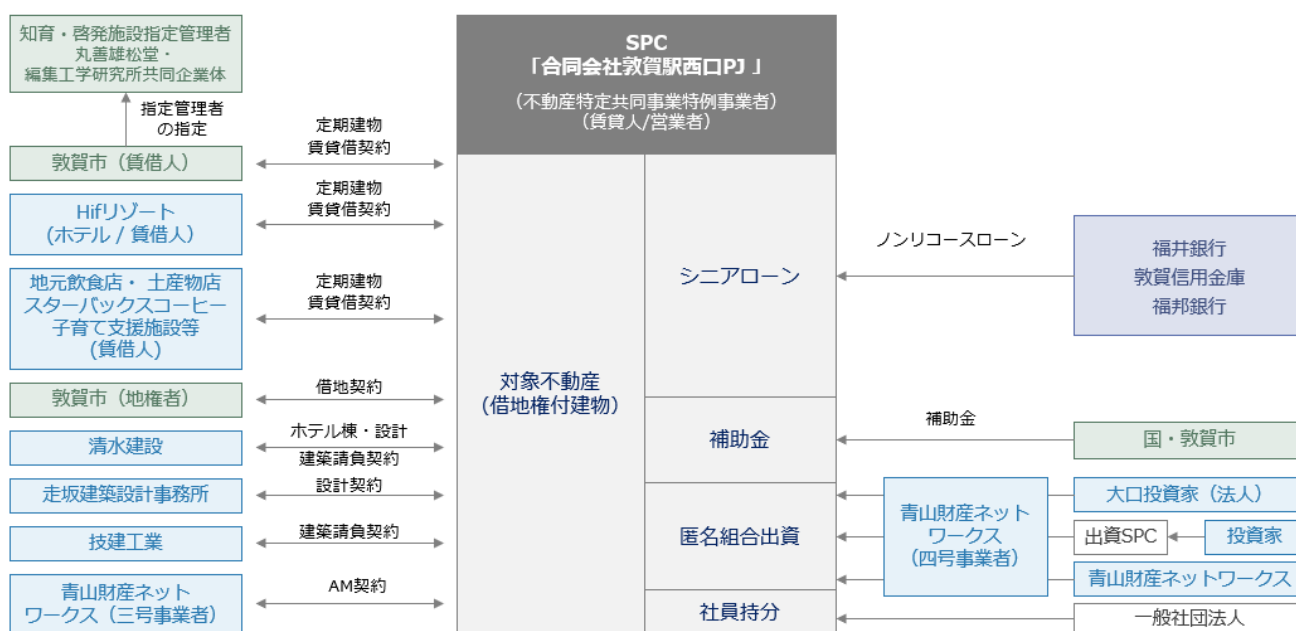 知育・啓発施設指定管理者
丸善雄松堂・
編集工学研究所共同企業体
指定管理者
の指定
敦賀市（賃借人）
定期建物
賃貸借契約
Hifリゾート
(ホテル / 賃借人）
定期建物
賃貸借契約
地元飲食店・ 土産物店
スターバックスコーヒー
子育て支援施設等
(賃借人)
定期建物
賃貸借契約
敦賀市（地権者）
借地契約
清水建設
ホテル棟・設計
建築請負契約
走坂建築設計事務所
設計契約
技建工業
建築請負契約
青山財産ネット
ワークス（三号事業者）
AM契約
SPC
「合同会社敦賀駅西口PJ 」
（不動産特定共同事業特例事業者）
（賃貸人/営業者）
対象不動産
(借地権付建物）
シニアローン
補助金
匿名組合出資
社員持分
ノンリコースローン
福井銀行
敦賀信用金庫
福邦銀行
補助金
国・敦賀市
青山財産ネット
ワークス
（四号事業者）
大口投資家（法人）
出資SPC
投資家
青山財産ネットワークス
一般社団法人